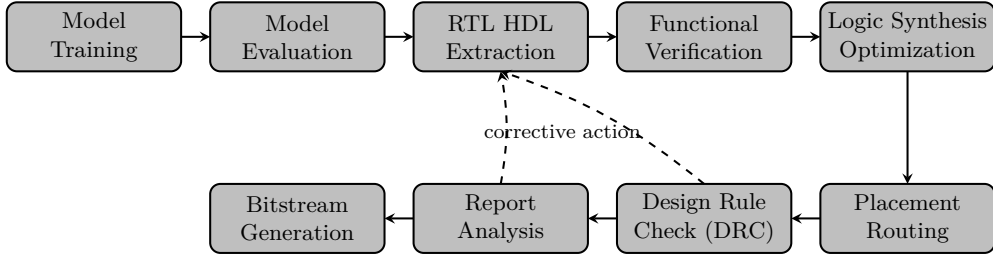 Model
Training
Model
Evaluation
RTL HDL
Extraction
Functional
Verification
Logic Synthesis
Optimization
corrective action
Bitstream
Generation
Report
Analysis
Design Rule
Check (DRC)
Placement
Routing